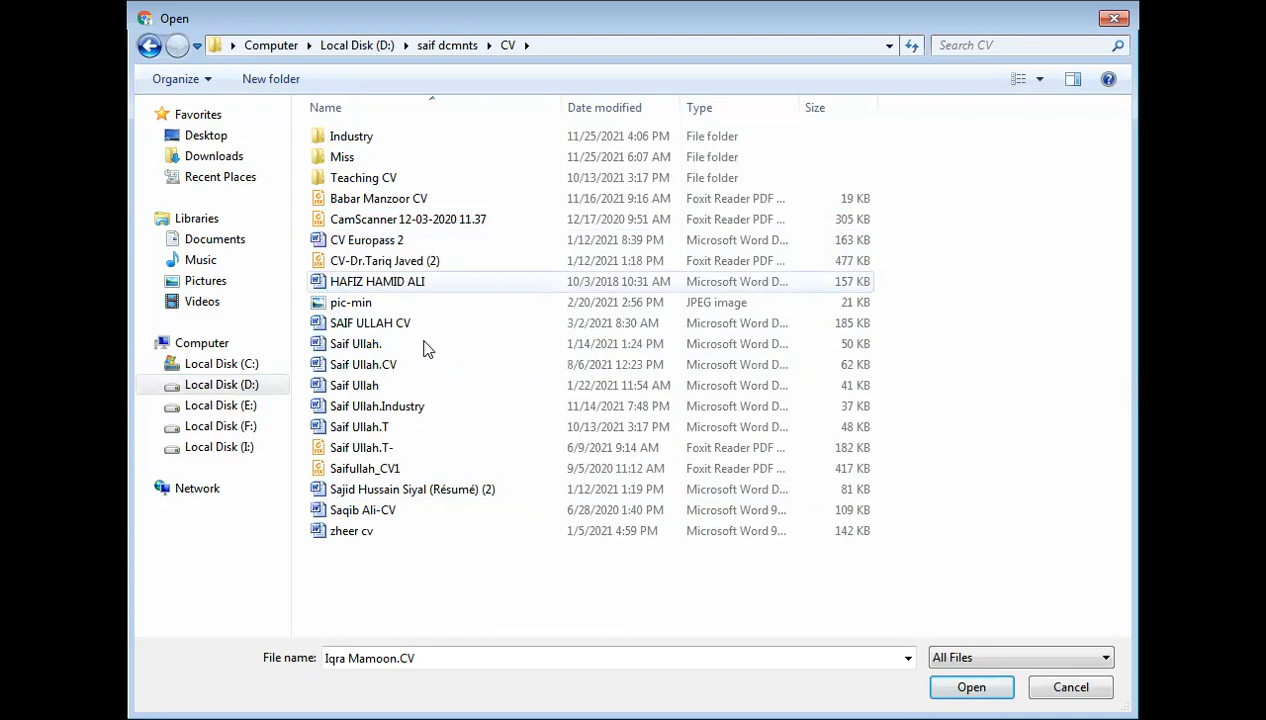 Open
Computer Local Disk (D:) saif dcmnts CV Search CV
Organize New folder
Name Date modified Type Size
Favorites
Desktop
Downloads
Recent Places
Libraries
Documents
Music
Pictures
Videos
Computer
Local Disk (C:)
Local Disk (D:)
Local Disk (E:)
Local Disk (F:)
Local Disk (I:)
Network
Industry 11/25/2021 4:06 PM File folder
Miss 11/25/2021 6:07 AM File folder
Teaching CV 10/13/2021 3:17 PM File folder
Babar Manzoor CV 11/16/2021 9:16 AM Foxit Reader PDF ... 19 KB
CamScanner 12-03-2020 11.37 12/17/2020 9:51 AM Foxit Reader PDF ... 305 KB
CV Europass 2 1/12/2021 8:39 PM Microsoft Word D... 163 KB
CV-Dr.Tariq Javed (2) 1/12/2021 1:18 PM Foxit Reader PDF ... 477 KB
HAFIZ HAMID ALI 10/3/2018 10:31 AM Microsoft Word D... 157 KB
pic-min 2/20/2021 2:56 PM JPEG image 21 KB
SAIF ULLAH CV 3/2/2021 8:30 AM Microsoft Word D... 185 KB
Saif Ullah. 1/14/2021 1:24 PM Microsoft Word D... 50 KB
Saif Ullah.CV 8/6/2021 12:23 PM Microsoft Word D... 62 KB
Saif Ullah 1/22/2021 11:54 AM Microsoft Word D... 41 KB
Saif Ullah.Industry 11/14/2021 7:48 PM Microsoft Word D... 37 KB
Saif Ullah.T 10/13/2021 3:17 PM Microsoft Word D... 48 KB
Saif Ullah.T- 6/9/2021 9:14 AM Foxit Reader PDF ... 182 KB
Saifullah_CV1 9/5/2020 11:12 AM Foxit Reader PDF ... 417 KB
Sajid Hussain Siyal (Résumé) (2) 1/12/2021 1:19 PM Microsoft Word D... 81 KB
Saqib Ali-CV 6/28/2020 1:40 PM Microsoft Word 9... 109 KB
zheer cv 1/5/2021 4:59 PM Microsoft Word 9... 142 KB
File name: Iqra Mamoon.CV All Files
Open Cancel